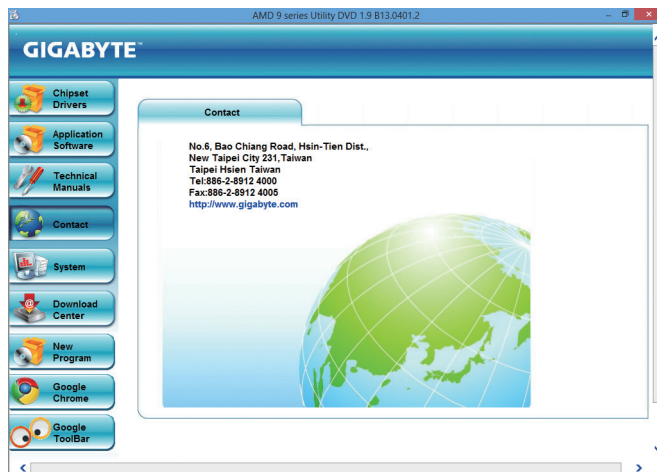 AMD 9 series Utility DVD 1.9 B13.0401.2
GIGABYTE™
Chipset
Drivers
Application
Software
Technical
Manuals
Contact
System
Download
Center
New
Program
Google
Chrome
Google
ToolBar
Contact
No.6, Bao Chiang Road, Hsin-Tien Dist.,
New Taipei City 231,Taiwan
Taipei Hsien Taiwan
Tel:886-2-8912 4000
Fax:886-2-8912 4005
http://www.gigabyte.com